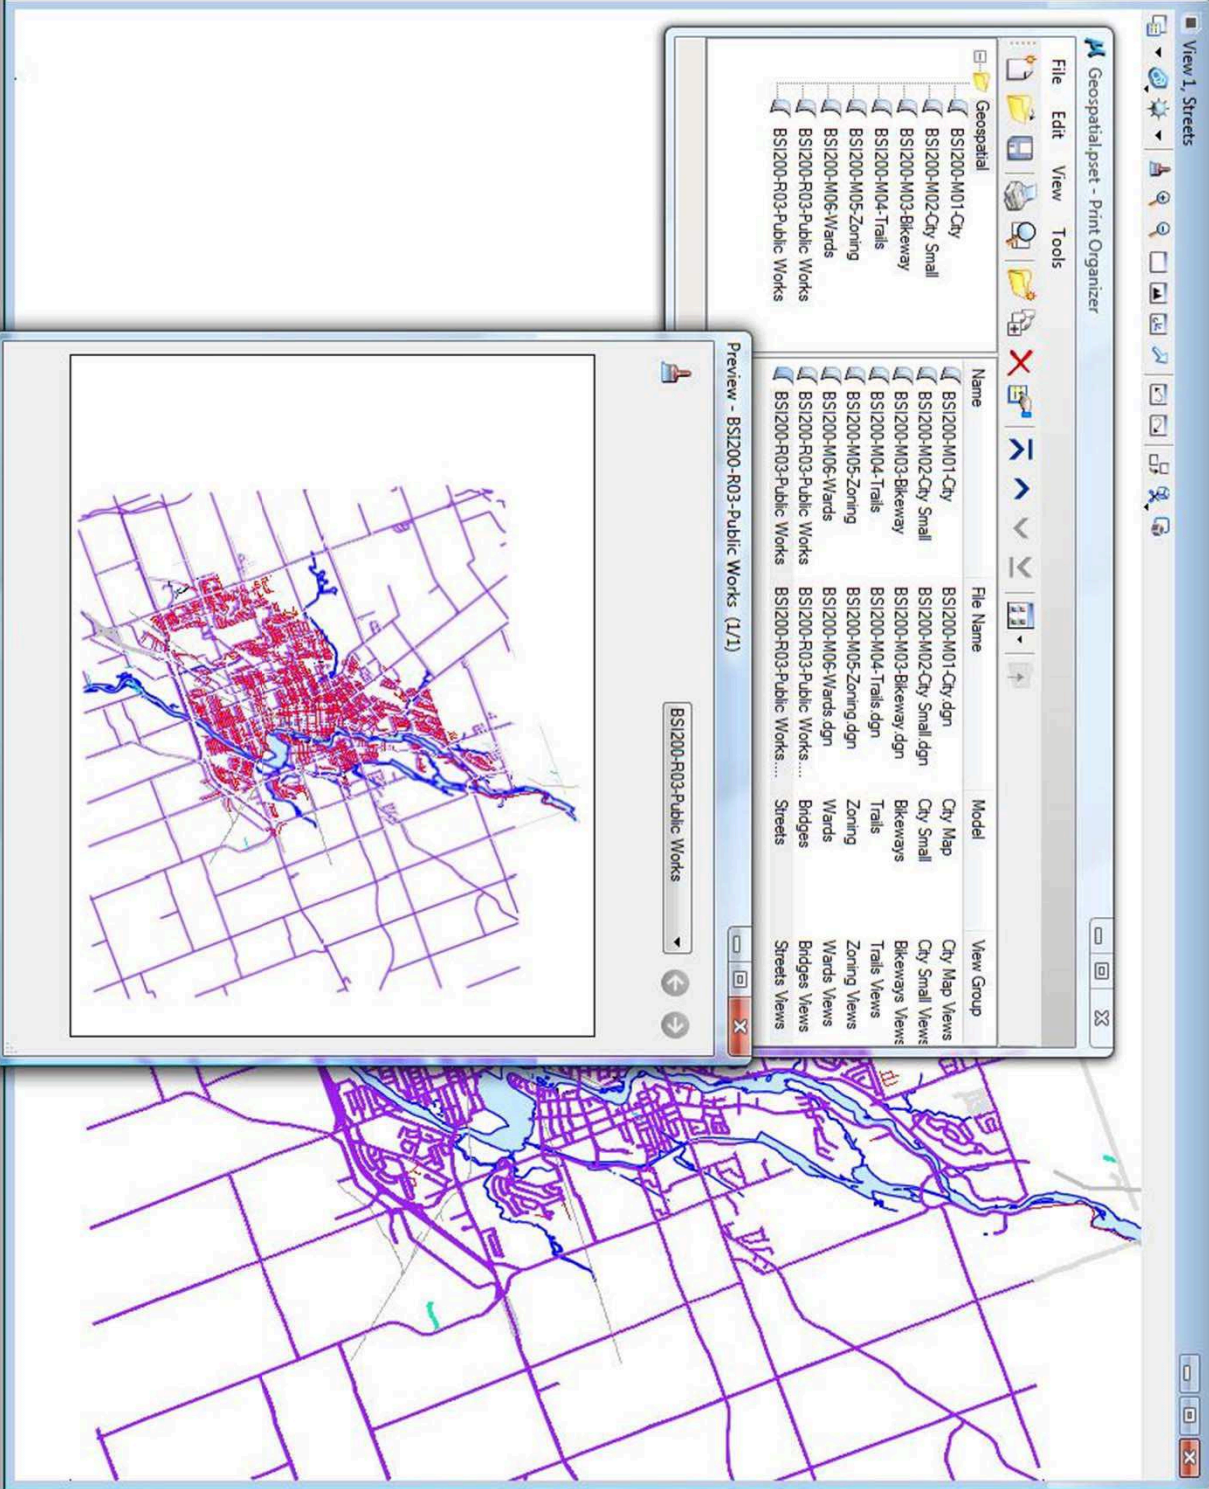 View 1, Streets
Geospatial.pset - Print Organizer
File Edit View Tools
Geospatial
BSI200-M01-City
BSI200-M02-City Small
BSI200-M03-Bikeway
BSI200-M04-Trails
BSI200-M05-Zoning
BSI200-M06-Wards
BSI200-R03-Public Works
BSI200-R03-Public Works
Name File Name Model View Group
BSI200-M01-City BSI200-M01-City.dgn City Map City Map Views
BSI200-M02-City Small BSI200-M02-City Small.dgn City Small City Small Views
BSI200-M03-Bikeway BSI200-M03-Bikeway.dgn Bikeways Bikeways Views
BSI200-M04-Trails BSI200-M04-Trails.dgn Trails Trails Views
BSI200-M05-Zoning BSI200-M05-Zoning.dgn Zoning Zoning Views
BSI200-M06-Wards BSI200-M06-Wards.dgn Wards Wards Views
BSI200-R03-Public Works BSI200-R03-Public Works.... Bridges Bridges Views
BSI200-R03-Public Works BSI200-R03-Public Works.... Streets Streets Views
Preview - BSI200-R03-Public Works (1/1)
BSI200-R03-Public Works